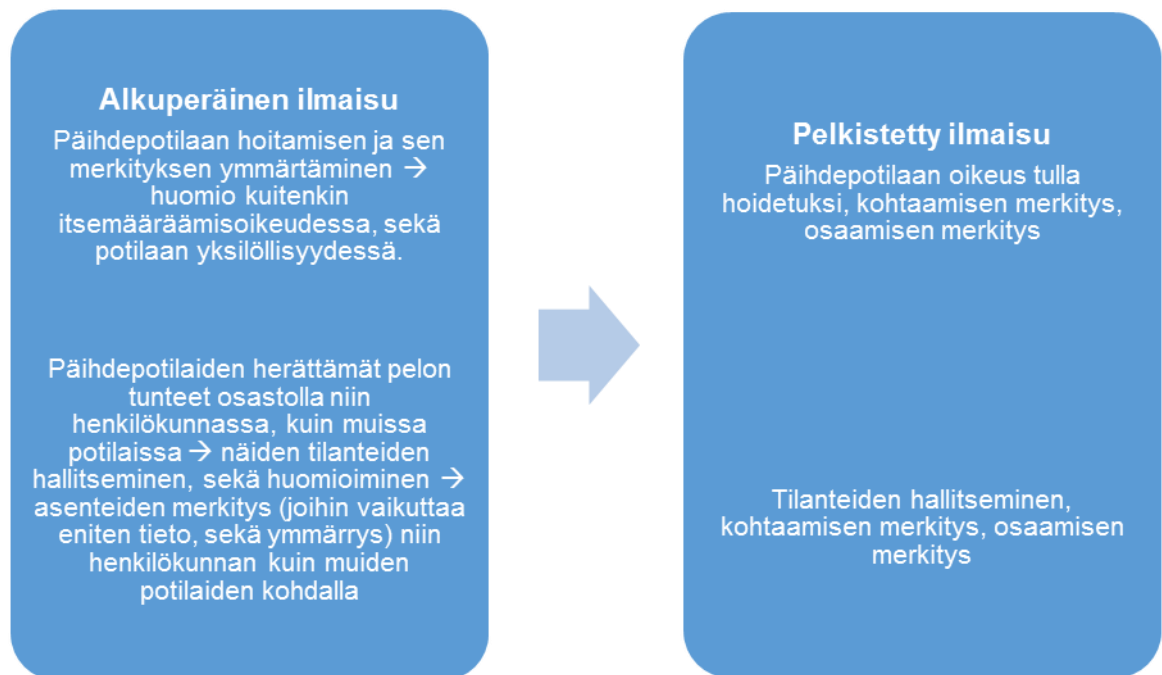 Alkuperäinen ilmaisu
Päihdepotilaan hoitamisen ja sen
merkityksen ymmärtäminen →
huomio kuitenkin
itsemääräämisoikeudessa, sekä
potilaan yksilöllisyydessä.
Päihdepotilaiden herättämät pelon
tunteet osastolla niin
henkilökunnassa, kuin muissa
potilaissa → näiden tilanteiden
hallitseminen, sekä huomioiminen →
asenteiden merkitys (joihin vaikuttaa
eniten tieto, sekä ymmärrys) niin
henkilökunnan kuin muiden
potilaiden kohdalla
Pelkistetty ilmaisu
Päihdepotilaan oikeus tulla
hoidetuksi, kohtaamisen merkitys,
osaamisen merkitys
Tilanteiden hallitseminen,
kohtaamisen merkitys, osaamisen
merkitys